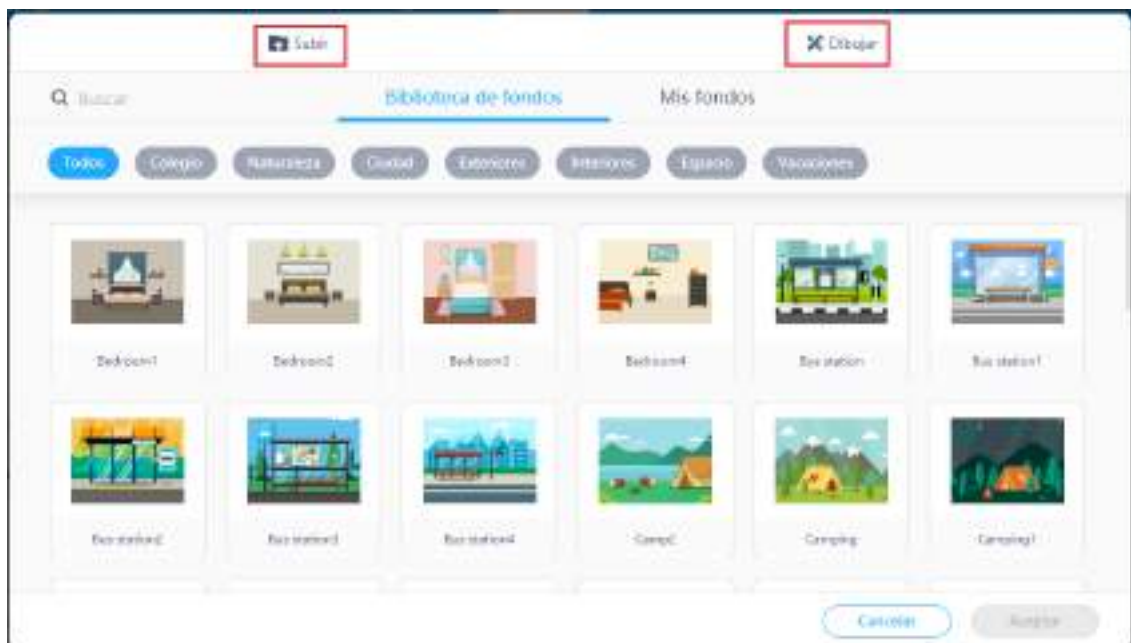 Subir Dibujar
Buscar Biblioteca de fondos Mis fondos
Todos Colegio Naturaleza Ciudad Exteriores Interiores Espacio Vacaciones
Bedroom1 Bedroom2 Bedroom3 Bedroom4 Bus station Bus station1
Bus station2 Bus station3 Bus station4 Camp2 Camping Camping1
Cancelar Aceptar